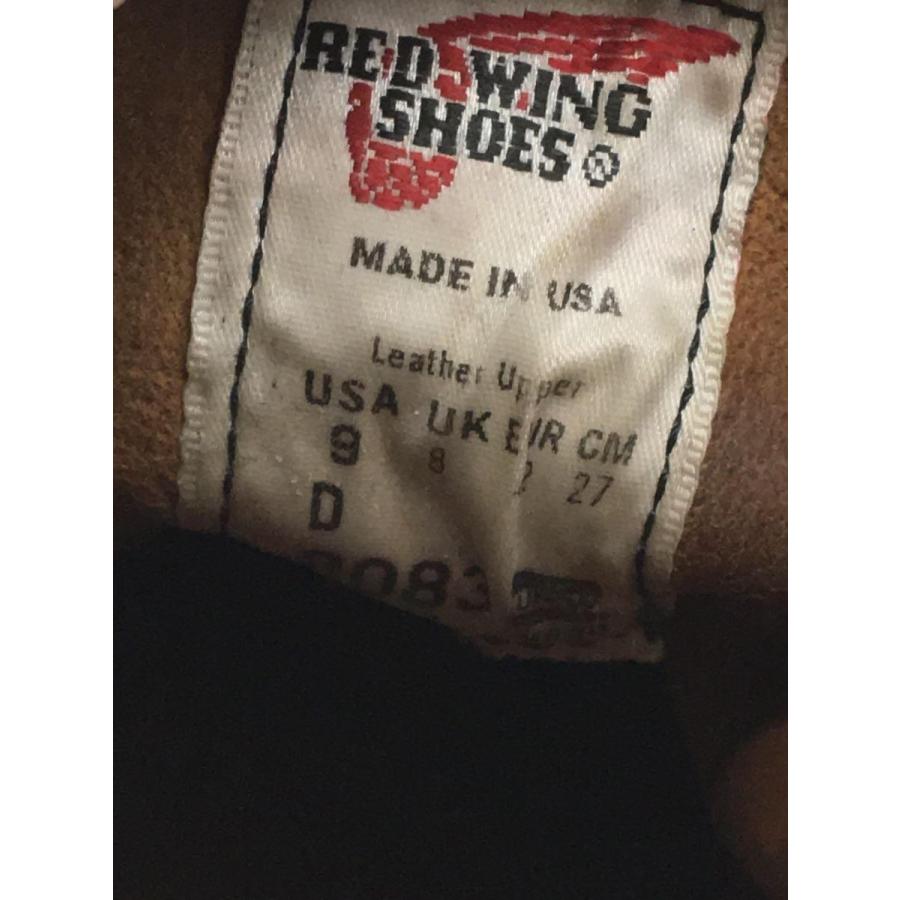 RED WING
SHOES ®
MADE IN USA
Leather Upper
USA UK EUR CM
9 8 27
D